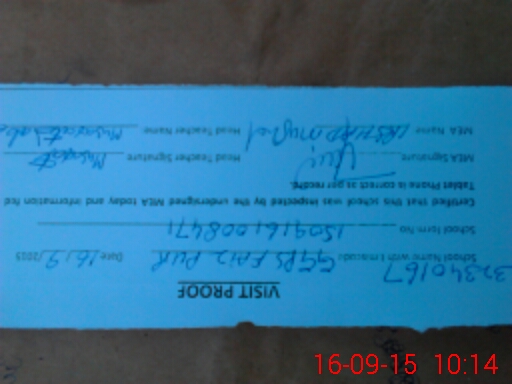 VISIT PROOF
School Name with Emiscode 32340167 GGPS Faiz Pur Date 16/9/2015
School form No 1509161008471
Certified that this school was inspected by the undersigned MEA today and information fed
Tablet Phone is correct as per record.
MEA Signature Head Teacher Signature
MEA Name Head Teacher Name
16-09-15 10:14